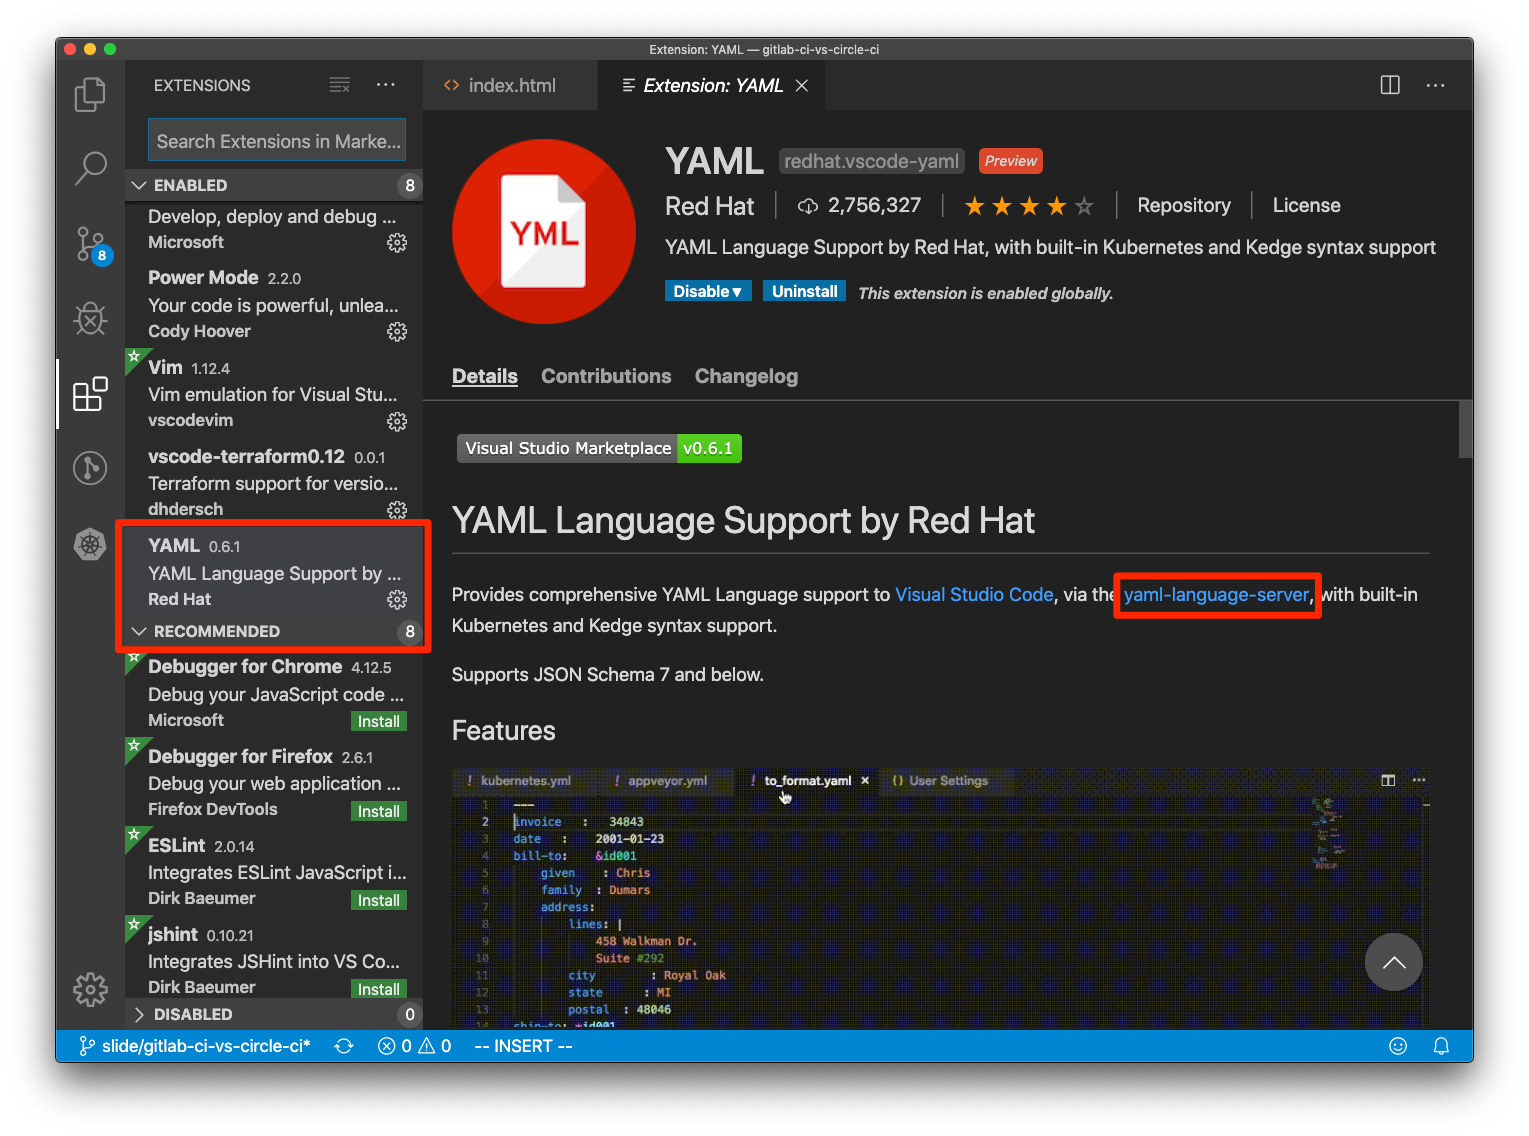 Extension: YAML — gitlab-ci-vs-circle-ci
EXTENSIONS
Search Extensions in Marke...
ENABLED 8
Develop, deploy and debug ...
Microsoft
Power Mode 2.2.0
Your code is powerful, unlea...
Cody Hoover
Vim 1.12.4
Vim emulation for Visual Stu...
vscodevim
vscode-terraform0.12 0.0.1
Terraform support for versio...
dhdersch
YAML 0.6.1
YAML Language Support by ...
Red Hat
RECOMMENDED 8
Debugger for Chrome 4.12.5
Debug your JavaScript code ...
Microsoft Install
Debugger for Firefox 2.6.1
Debug your web application ...
Firefox DevTools Install
ESLint 2.0.14
Integrates ESLint JavaScript i...
Dirk Baeumer Install
jshint 0.10.21
Integrates JSHint into VS Co...
Dirk Baeumer Install
DISABLED 0
8
index.html
Extension: YAML
YML
YAML redhat.vscode-yaml Preview
Red Hat 2,756,327 Repository License
YAML Language Support by Red Hat, with built-in Kubernetes and Kedge syntax support
Disable Uninstall This extension is enabled globally.
Details Contributions Changelog
Visual Studio Marketplace v0.6.1
YAML Language Support by Red Hat
Provides comprehensive YAML Language support to Visual Studio Code, via the yaml-language-server, with built-in
Kubernetes and Kedge syntax support.
Supports JSON Schema 7 and below.
Features
! kubernetes.yml ! appveyor.yml ! to_format.yaml × {} User Settings
1 ---
2 invoice : 34843
3 date : 2001-01-23
4 bill-to: &id001
5 given : Chris
6 family : Dumars
7 address:
8 lines: |
9 458 Walkman Dr.
10 Suite #292
11 city : Royal Oak
12 state : MI
13 postal : 48046
14 ship-to: *id001
slide/gitlab-ci-vs-circle-ci* 0 0 -- INSERT --